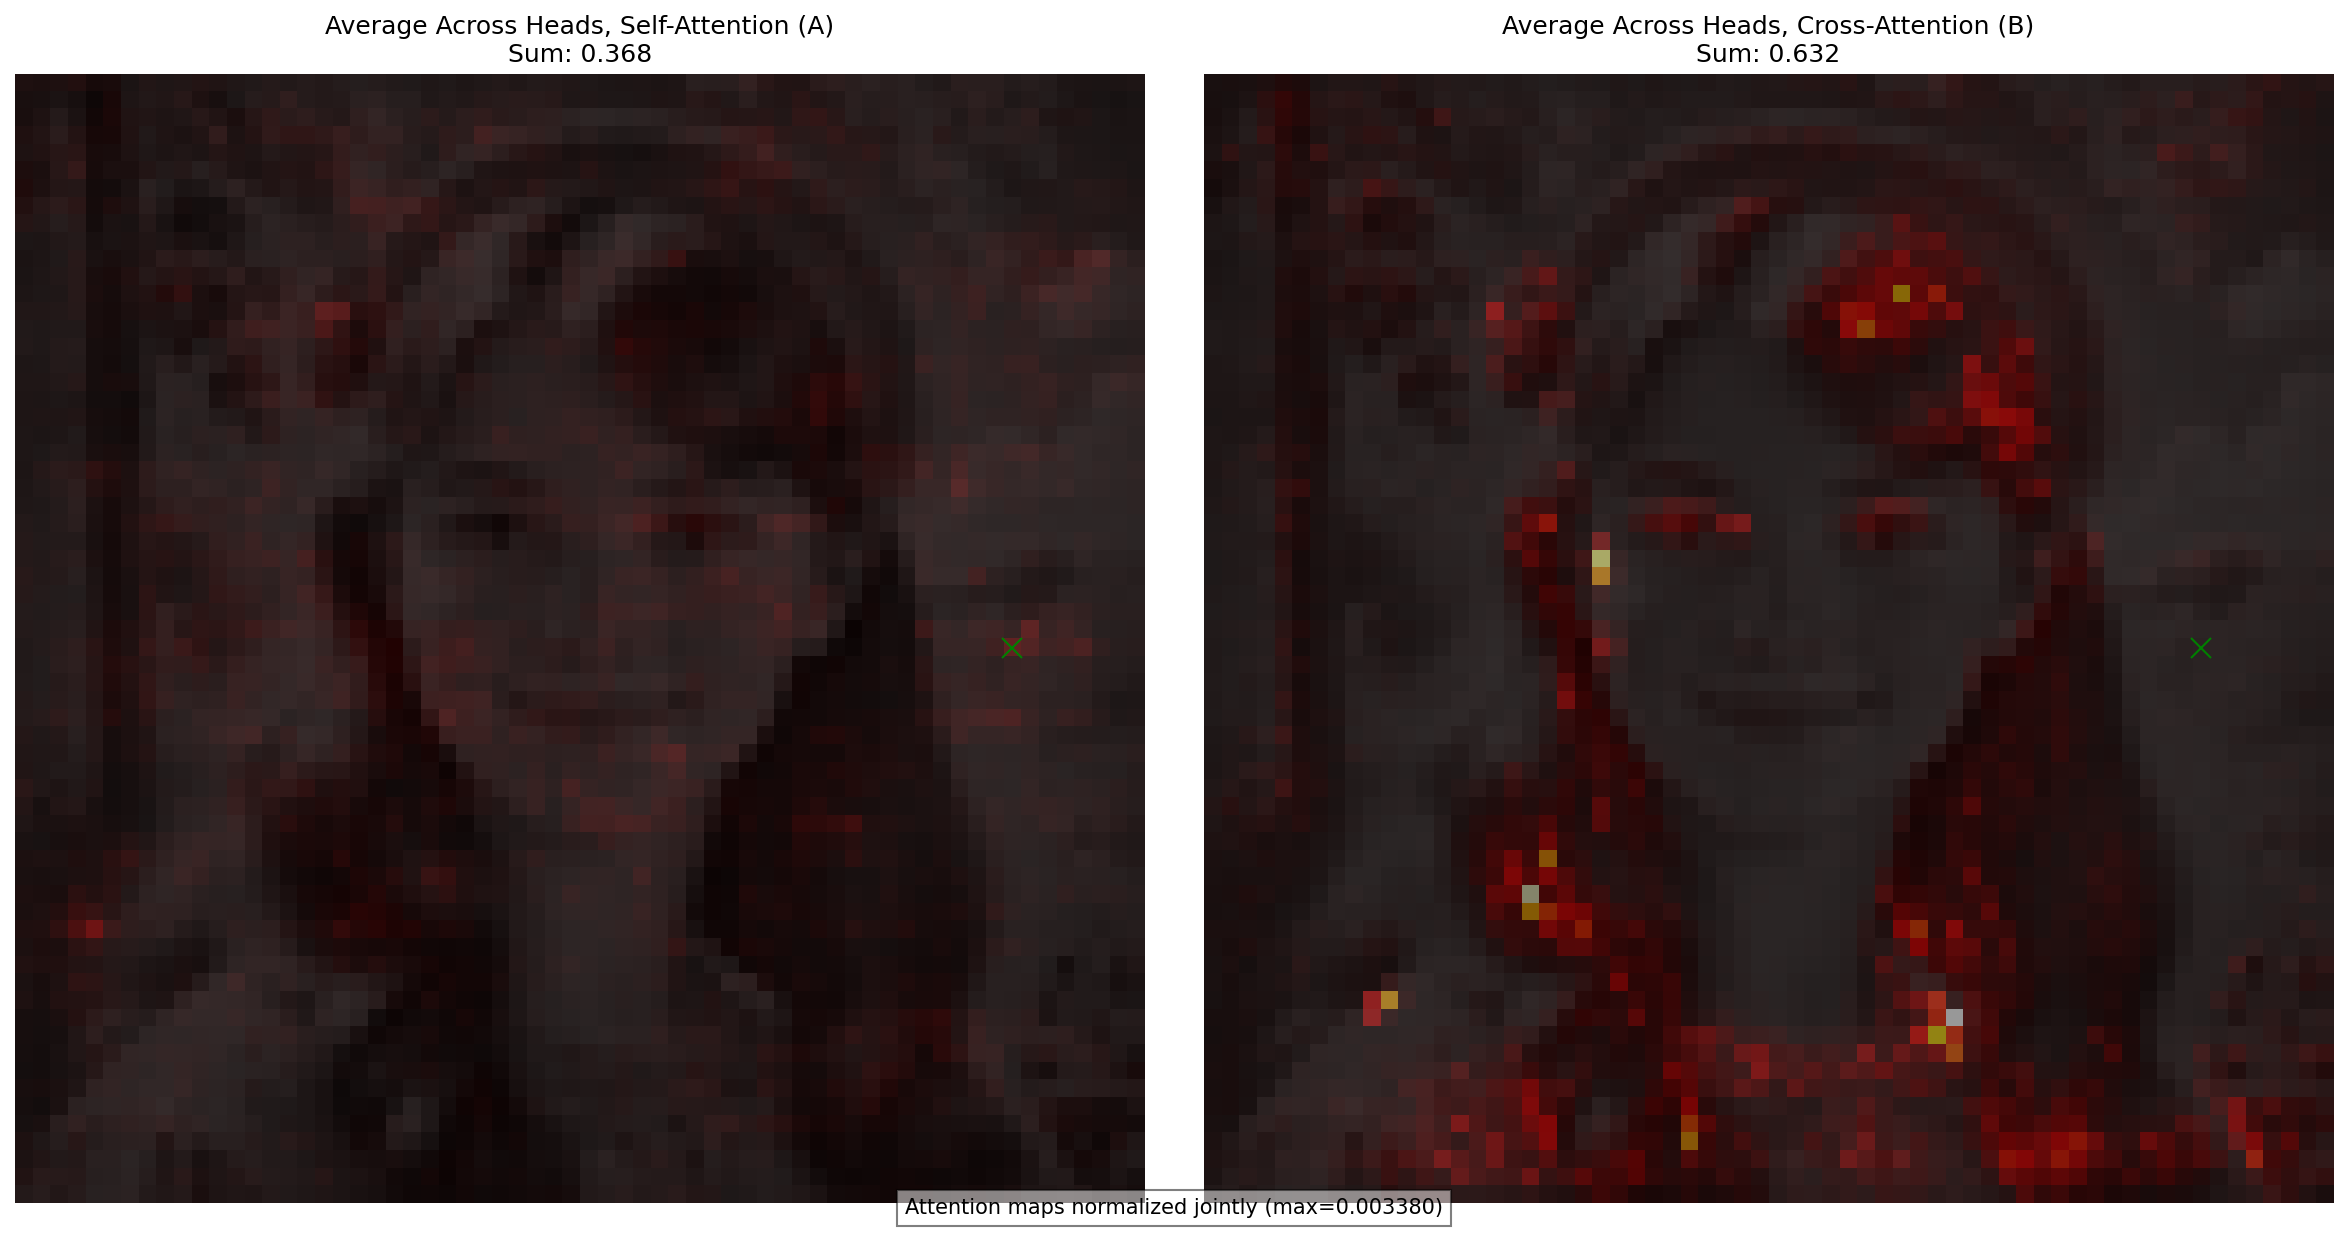 Average Across Heads, Self-Attention (A)
Sum: 0.368
Average Across Heads, Cross-Attention (B)
Sum: 0.632
Attention maps normalized jointly (max=0.003380)